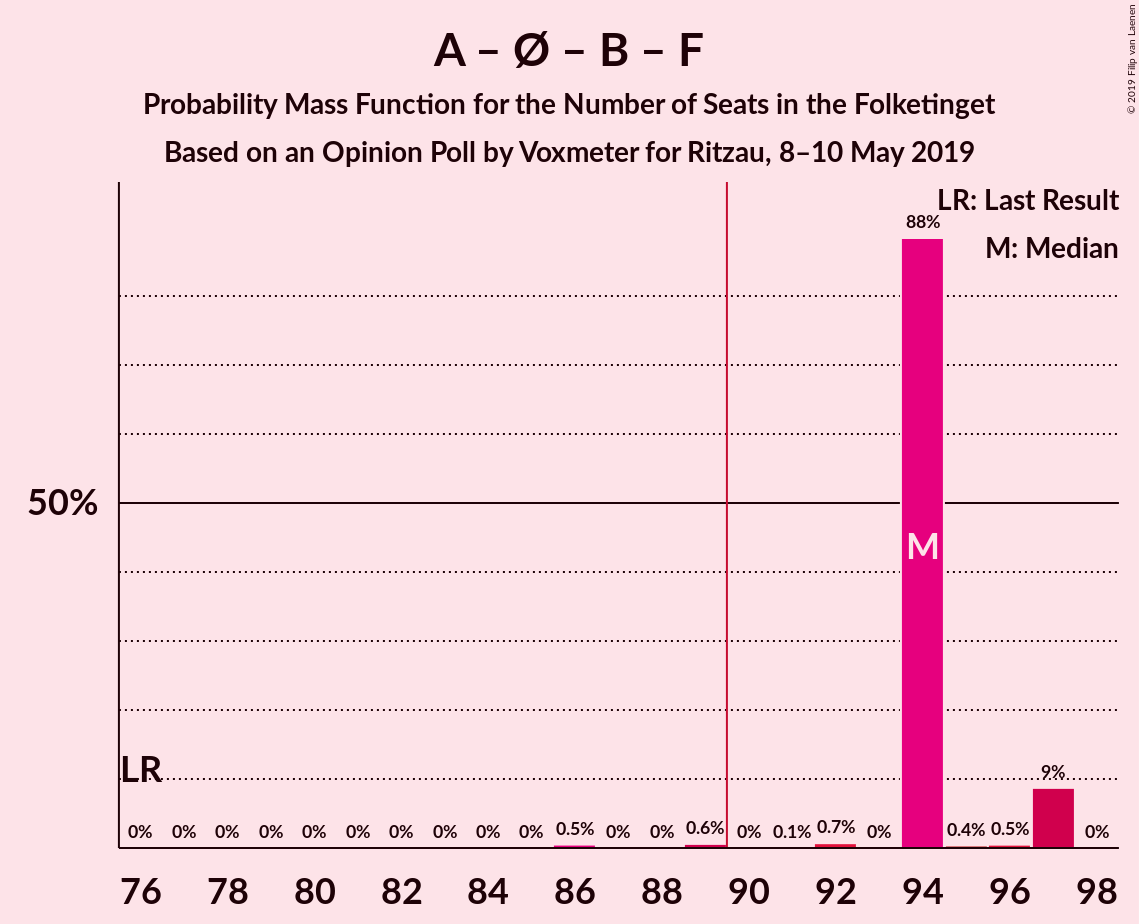 A – Ø – B – F
Probability Mass Function for the Number of Seats in the Folketinget
Based on an Opinion Poll by Voxmeter for Ritzau, 8–10 May 2019
© 2019 Filip van Laenen
LR: Last Result
M: Median
50%
LR
M
0% 0% 0% 0% 0% 0% 0% 0% 0% 0% 0.5% 0% 0% 0.6% 0% 0.1% 0.7% 0% 88% 0.4% 0.5% 9% 0%
76 78 80 82 84 86 88 90 92 94 96 98